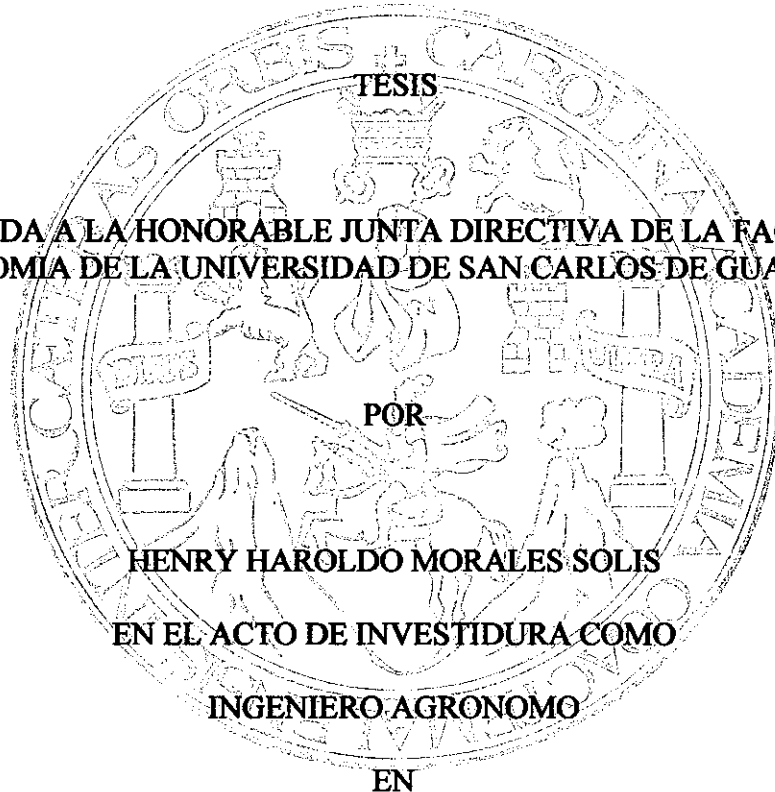 TESIS
DA A LA HONORABLE JUNTA DIRECTIVA DE LA FAC
OMIA DE LA UNIVERSIDAD DE SAN CARLOS DE GUA
POR
HENRY HAROLDO MORALES SOLIS
EN EL ACTO DE INVESTIDURA COMO
INGENIERO AGRONOMO
EN